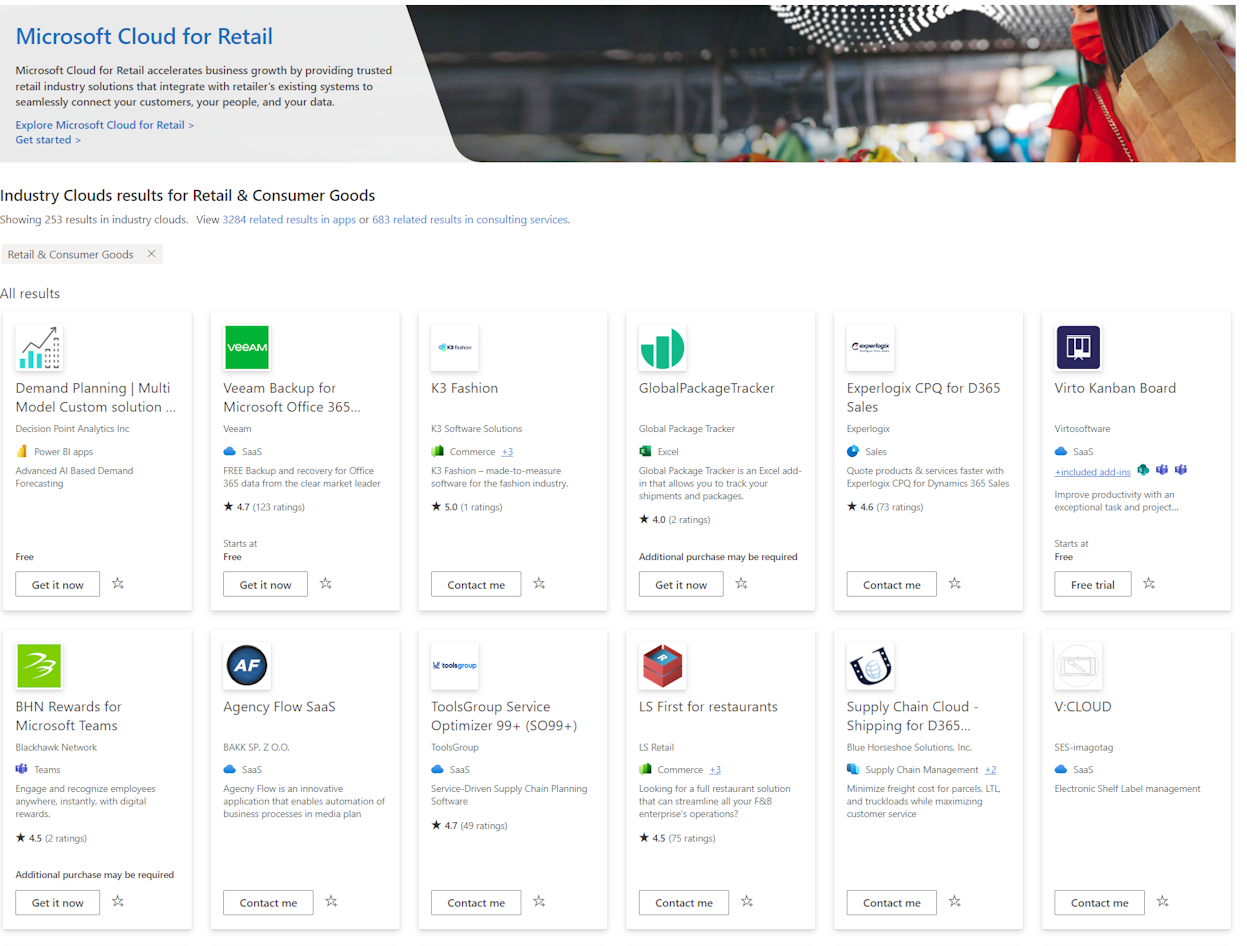 Microsoft Cloud for Retail
Microsoft Cloud for Retail accelerates business growth by providing trusted
retail industry solutions that integrate with retailer's existing systems to
seamlessly connect your customers, your people, and your data.
Explore Microsoft Cloud for Retail >
Get started >
Industry Clouds results for Retail & Consumer Goods
Showing 253 results in industry clouds. View 3284 related results in apps or 683 related results in consulting services.
Retail & Consumer Goods
All results
Demand Planning | Multi
Model Custom solution ...
Decision Point Analytics Inc
Power BI apps
Advanced AI Based Demand
Forecasting
Free
Get it now
veeAM
Veeam Backup for
Microsoft Office 365...
Veeam
SaaS
FREE Backup and recovery for Office
365 data from the clear market leader
4.7 (123 ratings)
Starts at
Free
Get it now
K3 Fashion
K3 Fashion
K3 Software Solutions
Commerce +3
K3 Fashion – made-to-measure
software for the fashion industry.
5.0 (1 ratings)
Contact me
GlobalPackageTracker
Global Package Tracker
Excel
Global Package Tracker is an Excel add-
in that allows you to track your
shipments and packages.
4.0 (2 ratings)
Additional purchase may be required
Get it now
experlogix
Experlogix CPQ for D365
Sales
Experlogix
Sales
Quote products & services faster with
Experlogix CPQ for Dynamics 365 Sales
4.6 (73 ratings)
Contact me
Virto Kanban Board
Virtosoftware
SaaS
+included add-ins
Improve productivity with an
exceptional task and project...
Starts at
Free
Free trial
BHN Rewards for
Microsoft Teams
Blackhawk Network
Teams
Engage and recognize employees
anywhere, instantly, with digital
rewards.
4.5 (2 ratings)
Additional purchase may be required
Get it now
AF
Agency Flow SaaS
BAKK SP. Z O.O.
SaaS
Agecny Flow is an innovative
application that enables automation of
business processes in media plan
Contact me
toolsgroup
ToolsGroup Service
Optimizer 99+ (SO99+)
ToolsGroup
SaaS
Service-Driven Supply Chain Planning
Software
4.7 (49 ratings)
Contact me
R
LS First for restaurants
LS Retail
Commerce +3
Looking for a full restaurant solution
that can streamline all your F&B
enterprise's operations?
4.5 (75 ratings)
Contact me
Supply Chain Cloud -
Shipping for D365...
Blue Horseshoe Solutions, Inc.
Supply Chain Management +2
Minimize freight cost for parcels, LTL,
and truckloads while maximizing
customer service
Contact me
V:CLOUD
SES-imagotag
SaaS
Electronic Shelf Label management
Contact me